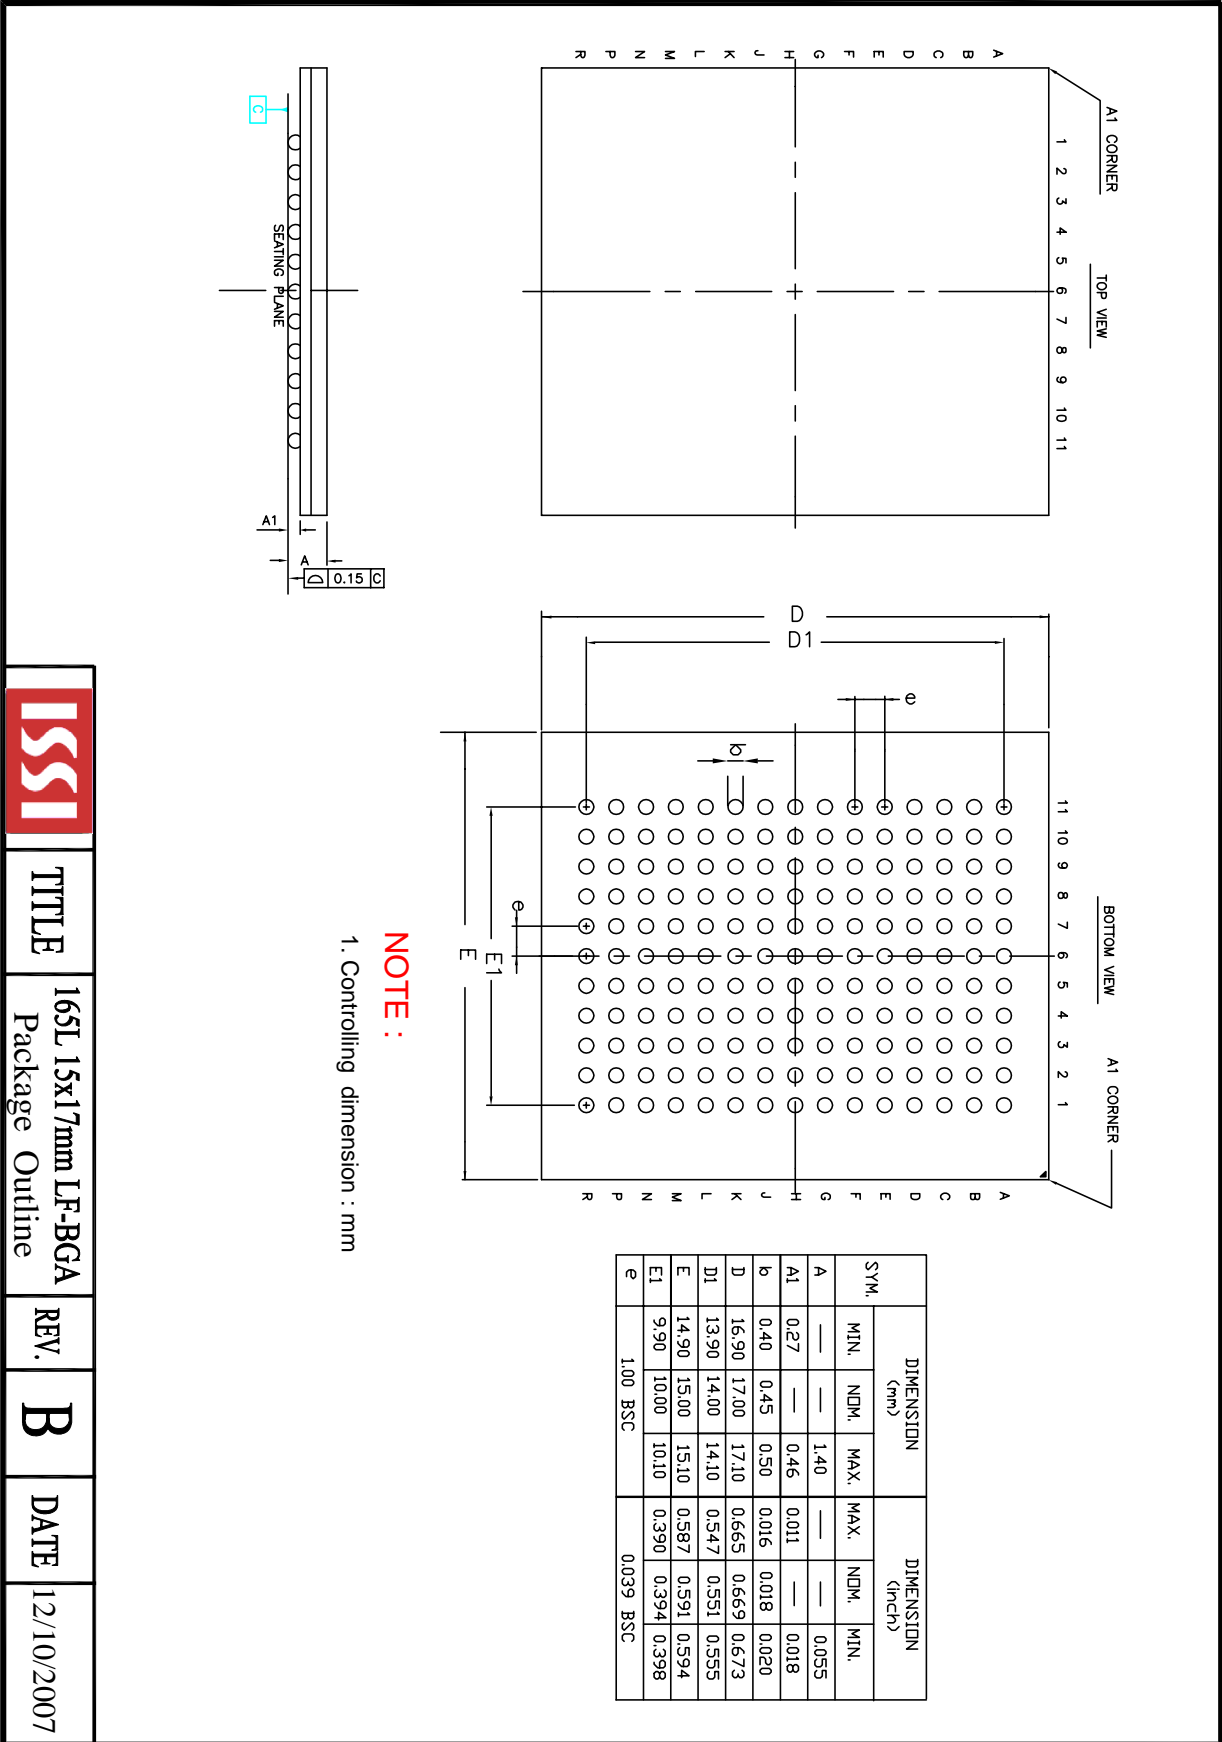 A1 CORNER
TOP VIEW
1 2 3 4 5 6 7 8 9 10 11
A
B
C
D
E
F
G
H
J
K
L
M
N
P
R
BOTTOM VIEW
A1 CORNER
11 10 9 8 7 6 5 4 3 2 1
A
B
C
D
E
F
G
H
J
K
L
M
N
P
R
e
D
D1
b
e
E1
E
C
SEATING PLANE
A1
A
0.15 C
NOTE :
1. Controlling dimension : mm
SYM. DIMENSION (mm) DIMENSION (inch)
MIN. NOM. MAX. MAX. NOM. MIN.
A — — 1.40 — — 0.055
A1 0.27 — 0.46 0.011 — 0.018
b 0.40 0.45 0.50 0.016 0.018 0.020
D 16.90 17.00 17.10 0.665 0.669 0.673
D1 13.90 14.00 14.10 0.547 0.551 0.555
E 14.90 15.00 15.10 0.587 0.591 0.594
E1 9.90 10.00 10.10 0.390 0.394 0.398
e 1.00 BSC 0.039 BSC
ISSI
TITLE
165L 15x17mm LF-BGA
Package Outline
REV.
B
DATE
12/10/2007